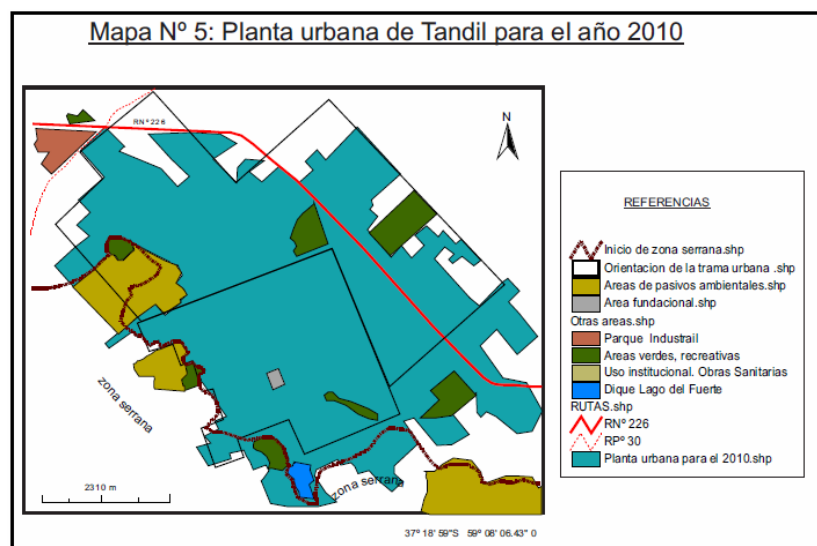 Mapa Nº 5: Planta urbana de Tandil para el año 2010
RNº 226
N
zona serrana
zona serrana
2310 m
REFERENCIAS
Inicio de zona serrana.shp
Orientacion de la trama urbana .shp
Areas de pasivos ambientales.shp
Area fundacional.shp
Otras areas.shp
Parque Industrail
Areas verdes, recreativas
Uso institucional. Obras Sanitarias
Dique Lago del Fuerte
RUTAS.shp
RNº 226
RPº 30
Planta urbana para el 2010.shp
37º 18' 59"S 59º 08' 06.43" 0